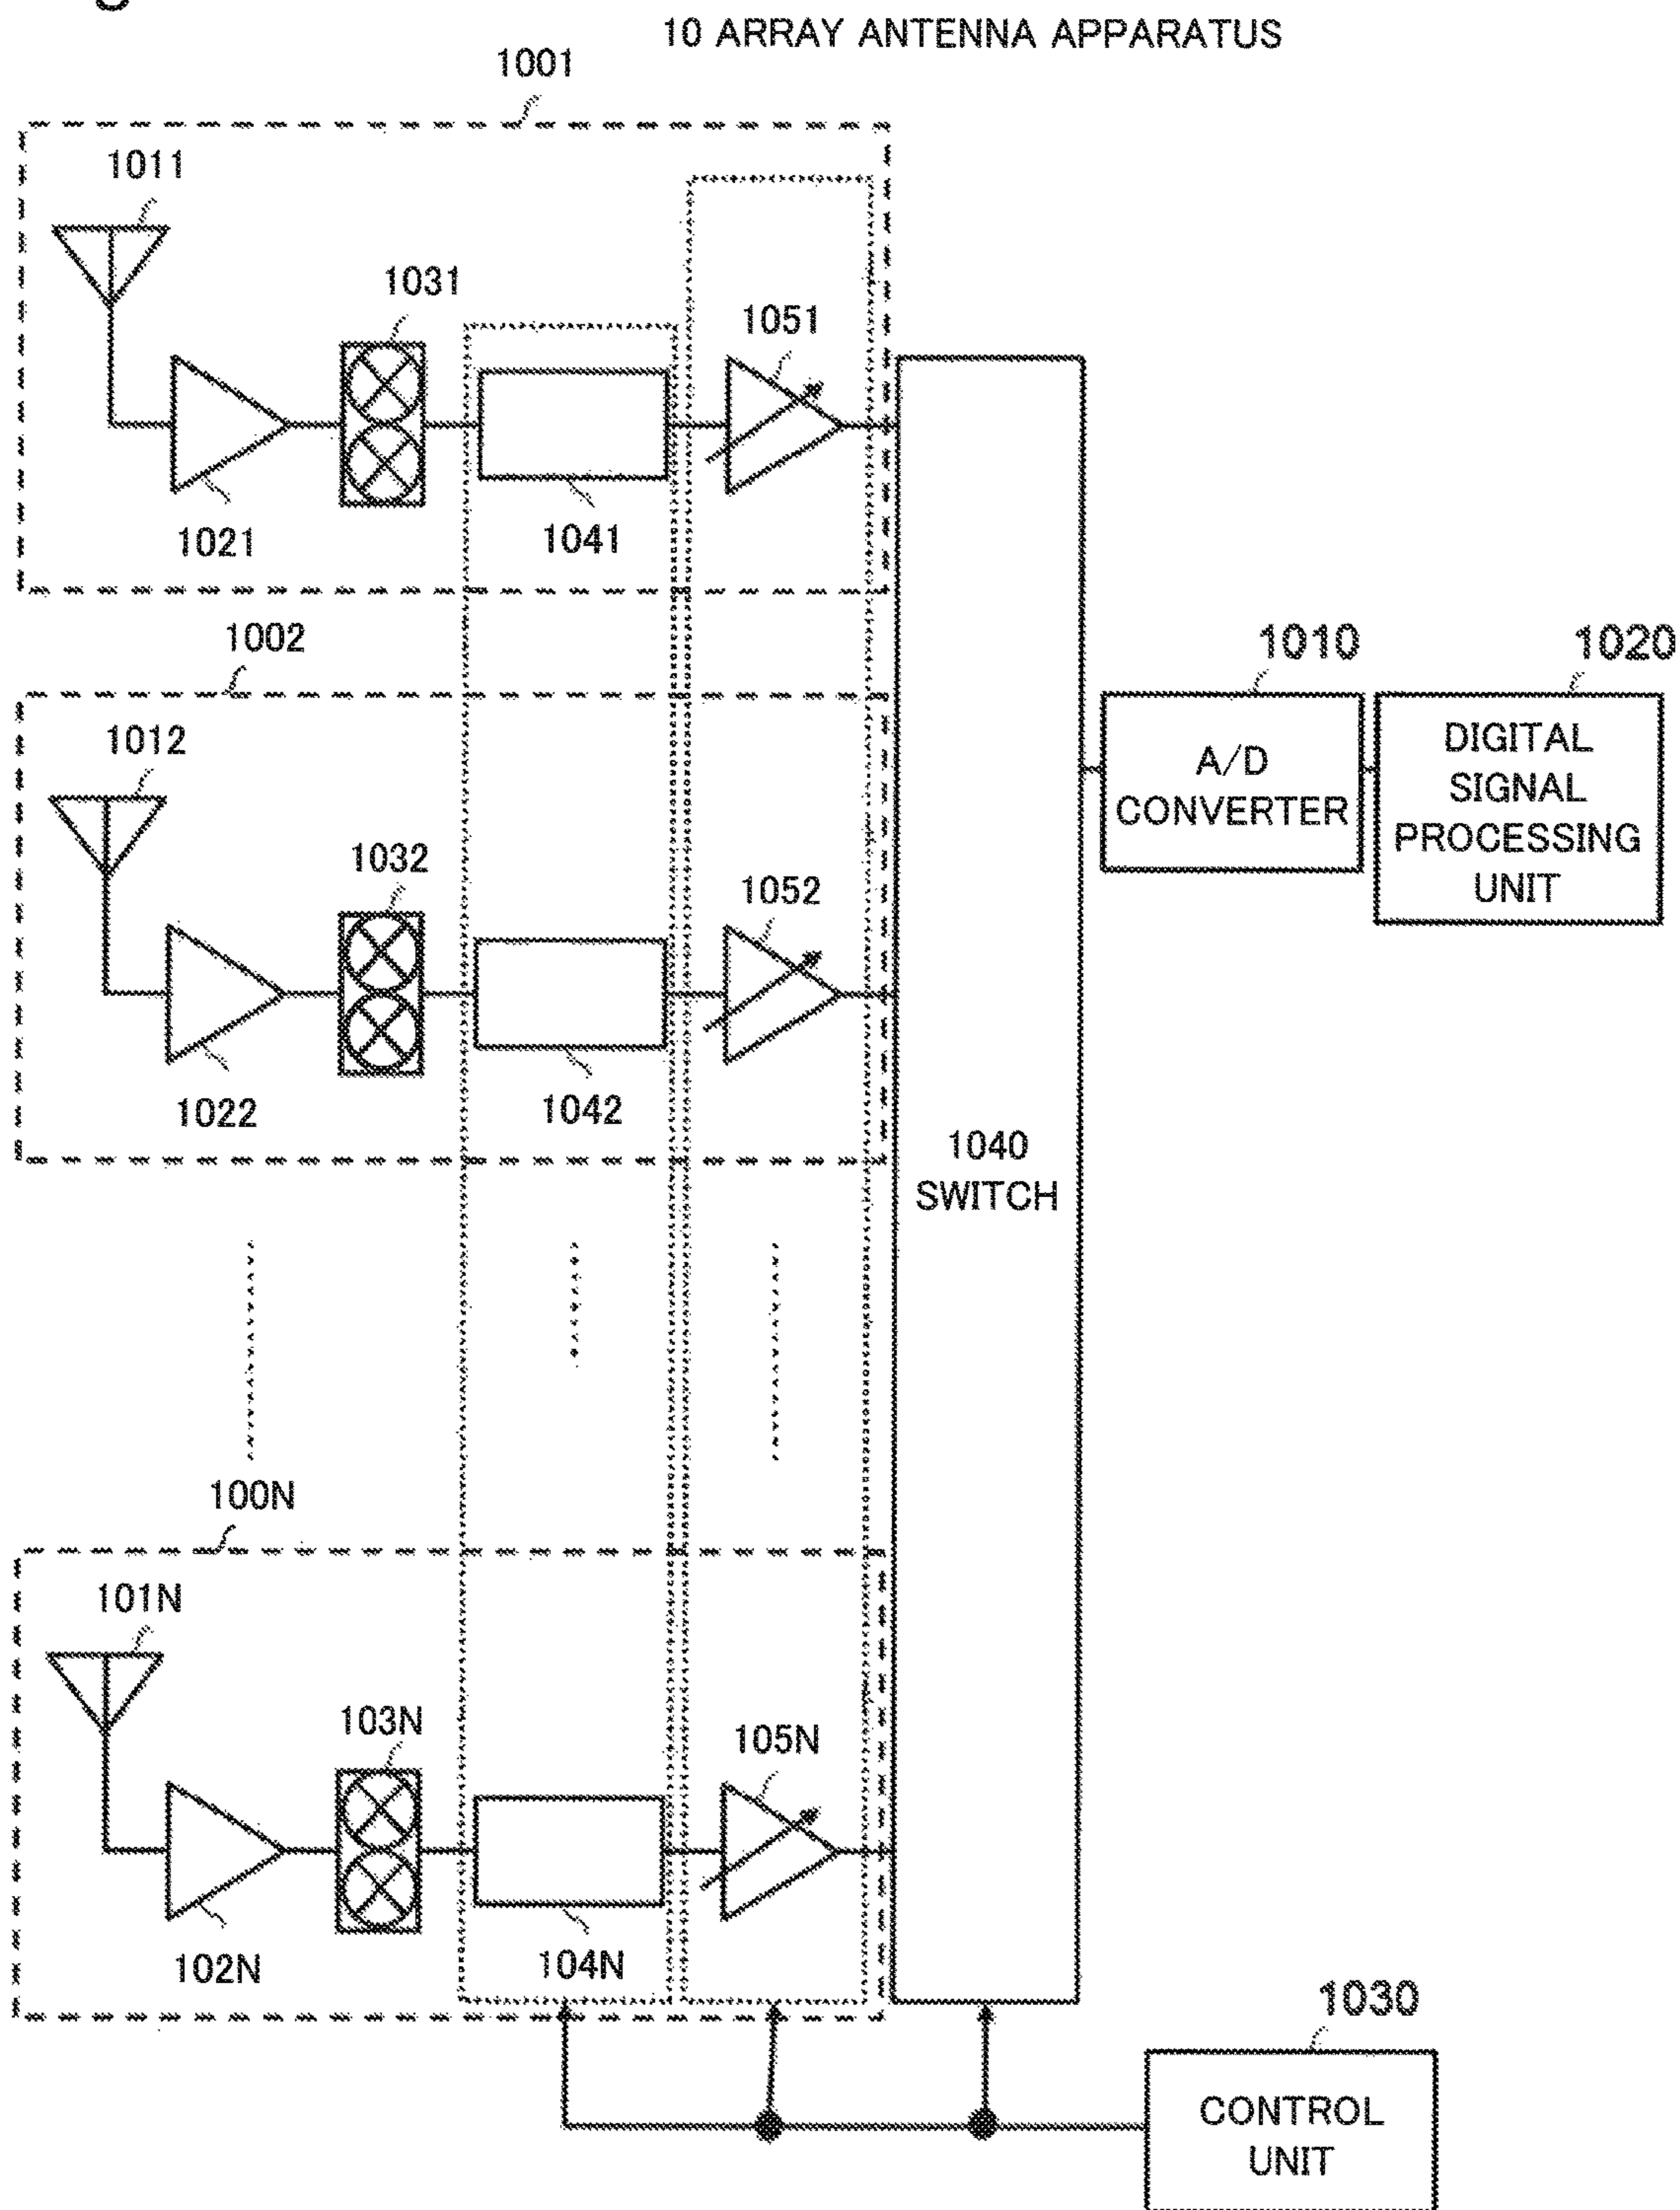 10 ARRAY ANTENNA APPARATUS
1001
1011
1031
1051
1021
1041
1002
1010
1020
1012
A/D
CONVERTER
DIGITAL
SIGNAL
PROCESSING
UNIT
1032
1052
1022
1042
1040
SWITCH
100N
101N
103N
105N
102N
104N
1030
CONTROL
UNIT